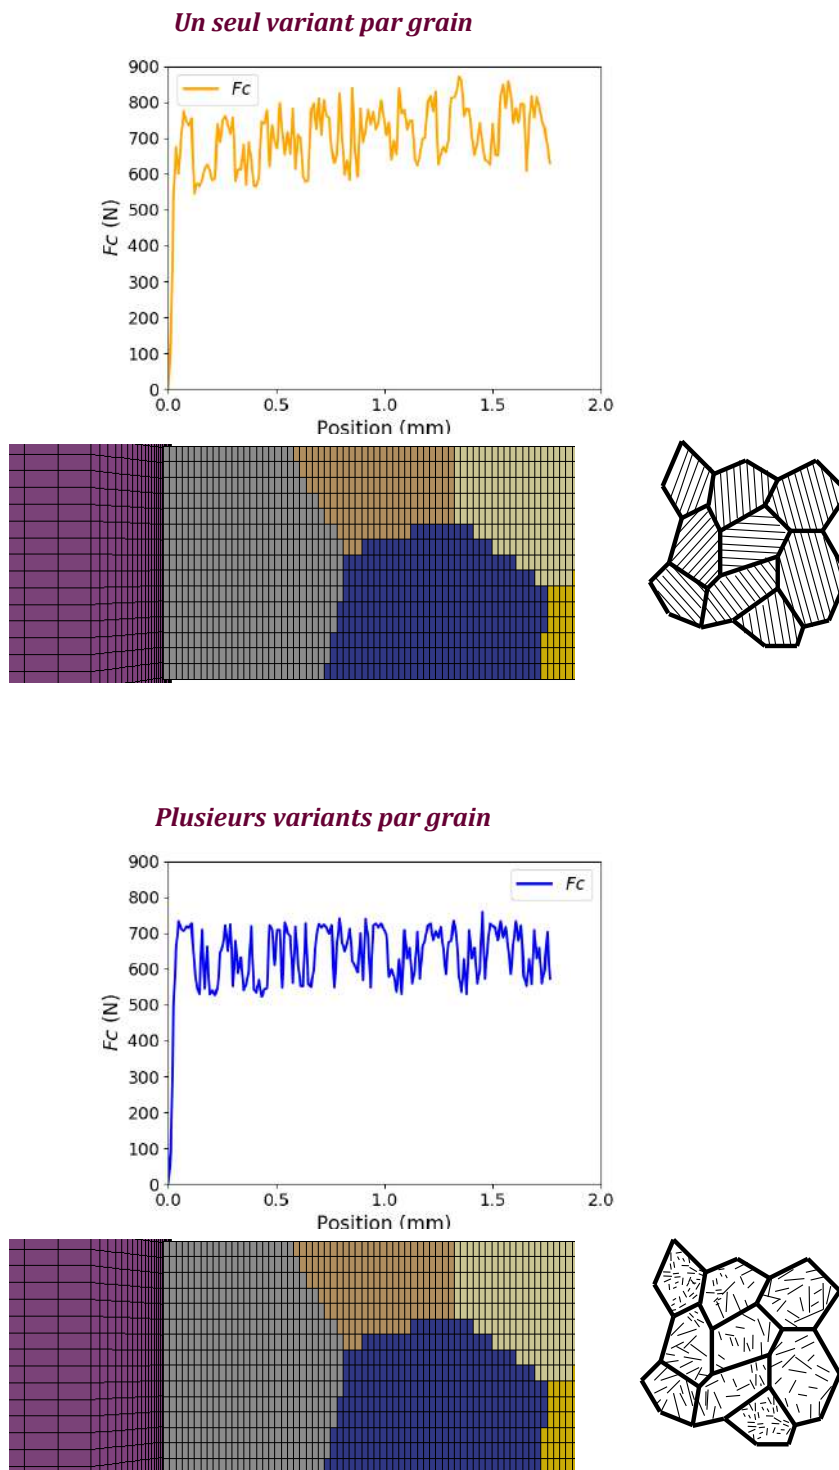 Un seul variant par grain
900
800
700
600
500
400
300
200
100
0
Fc (N)
Fc
0.0 0.5 1.0 1.5 2.0
Position (mm)
Plusieurs variants par grain
900
800
700
600
500
400
300
200
100
0
Fc (N)
Fc
0.0 0.5 1.0 1.5 2.0
Position (mm)